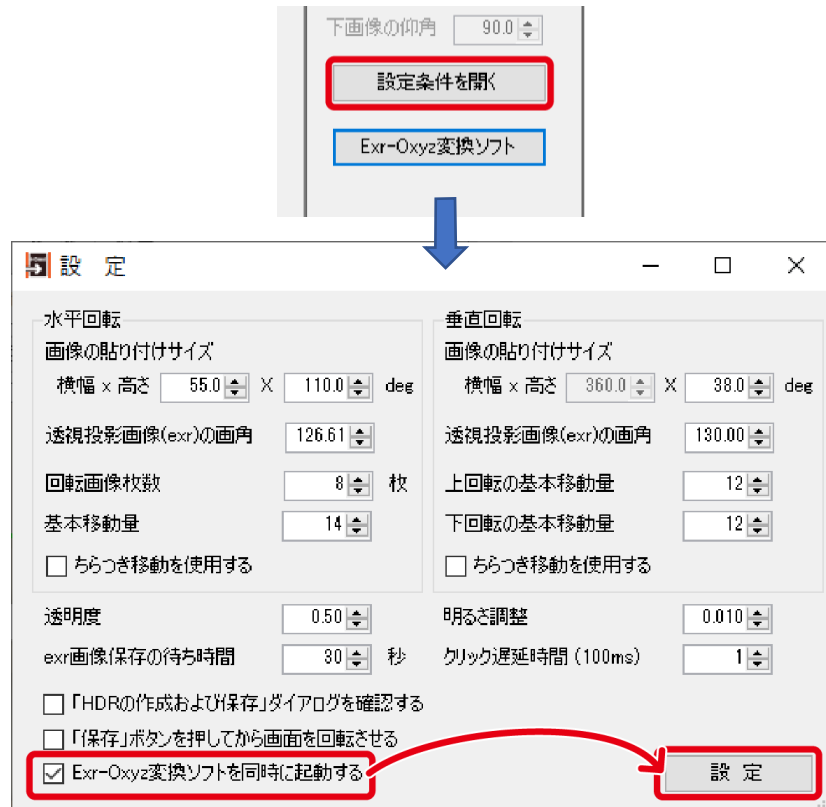 下画像の仰角 90.0
設定条件を開く
Exr-Oxyz変換ソフト
設 定
水平回転
画像の貼り付けサイズ
横幅 x 高さ 55.0 X 110.0 deg
透視投影画像(exr)の画角 126.61
回転画像枚数 8 枚
基本移動量 14
ちらつき移動を使用する
垂直回転
画像の貼り付けサイズ
横幅 x 高さ 360.0 X 38.0 deg
透視投影画像(exr)の画角 130.00
上回転の基本移動量 12
下回転の基本移動量 12
ちらつき移動を使用する
透明度 0.50
明るさ調整 0.010
exr画像保存の待ち時間 30 秒
クリック遅延時間 (100ms) 1
「HDRの作成および保存」ダイアログを確認する
「保存」ボタンを押してから画面を回転させる
Exr-Oxyz変換ソフトを同時に起動する
設 定